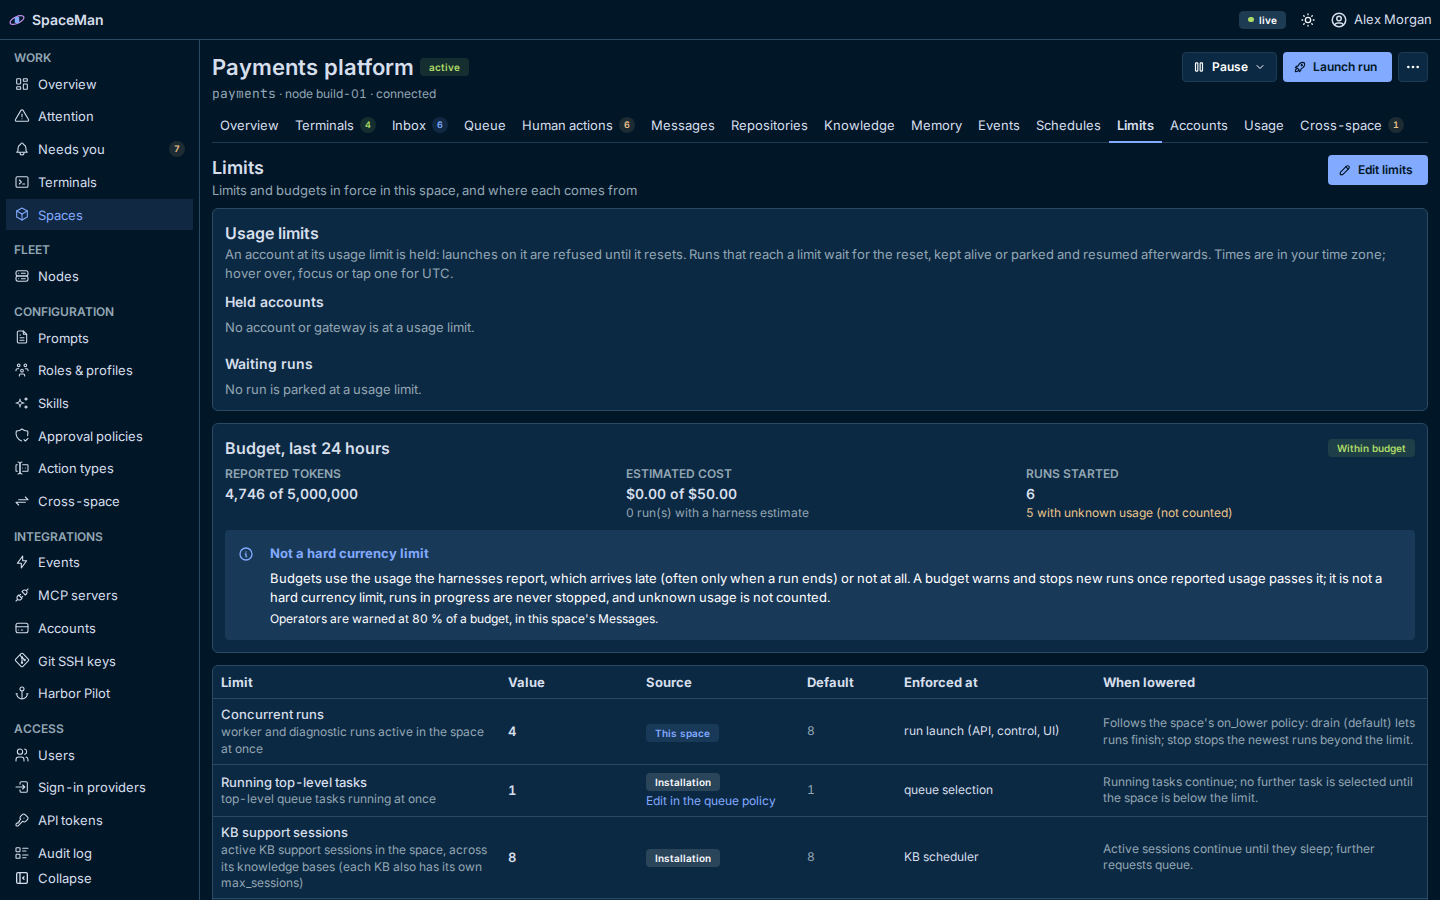 SpaceMan
live
Alex Morgan
WORK
Overview
Attention
Needs you 7
Terminals
Spaces
FLEET
Nodes
CONFIGURATION
Prompts
Roles & profiles
Skills
Approval policies
Action types
Cross-space
INTEGRATIONS
Events
MCP servers
Accounts
Git SSH keys
Harbor Pilot
ACCESS
Users
Sign-in providers
API tokens
Audit log
Collapse
Payments platform active
payments · node build-01 · connected
Pause
Launch run
Overview Terminals 4 Inbox 6 Queue Human actions 6 Messages Repositories Knowledge Memory Events Schedules Limits Accounts Usage Cross-space 1
Limits
Limits and budgets in force in this space, and where each comes from
Edit limits
Usage limits
An account at its usage limit is held: launches on it are refused until it resets. Runs that reach a limit wait for the reset, kept alive or parked and resumed afterwards. Times are in your time zone;
hover over, focus or tap one for UTC.
Held accounts
No account or gateway is at a usage limit.
Waiting runs
No run is parked at a usage limit.
Budget, last 24 hours
Within budget
REPORTED TOKENS ESTIMATED COST RUNS STARTED
4,746 of 5,000,000 $0.00 of $50.00 6
0 run(s) with a harness estimate 5 with unknown usage (not counted)
Not a hard currency limit
Budgets use the usage the harnesses report, which arrives late (often only when a run ends) or not at all. A budget warns and stops new runs once reported usage passes it; it is not a
hard currency limit, runs in progress are never stopped, and unknown usage is not counted.
Operators are warned at 80 % of a budget, in this space's Messages.
Limit Value Source Default Enforced at When lowered
Concurrent runs
worker and diagnostic runs active in the space
at once
4
This space
8
run launch (API, control, UI)
Follows the space's on_lower policy: drain (default) lets
runs finish; stop stops the newest runs beyond the limit.
Running top-level tasks
top-level queue tasks running at once
1
Installation
Edit in the queue policy
1
queue selection
Running tasks continue; no further task is selected until
the space is below the limit.
KB support sessions
active KB support sessions in the space, across
its knowledge bases (each KB also has its own
max_sessions)
8
Installation
8
KB scheduler
Active sessions continue until they sleep; further
requests queue.